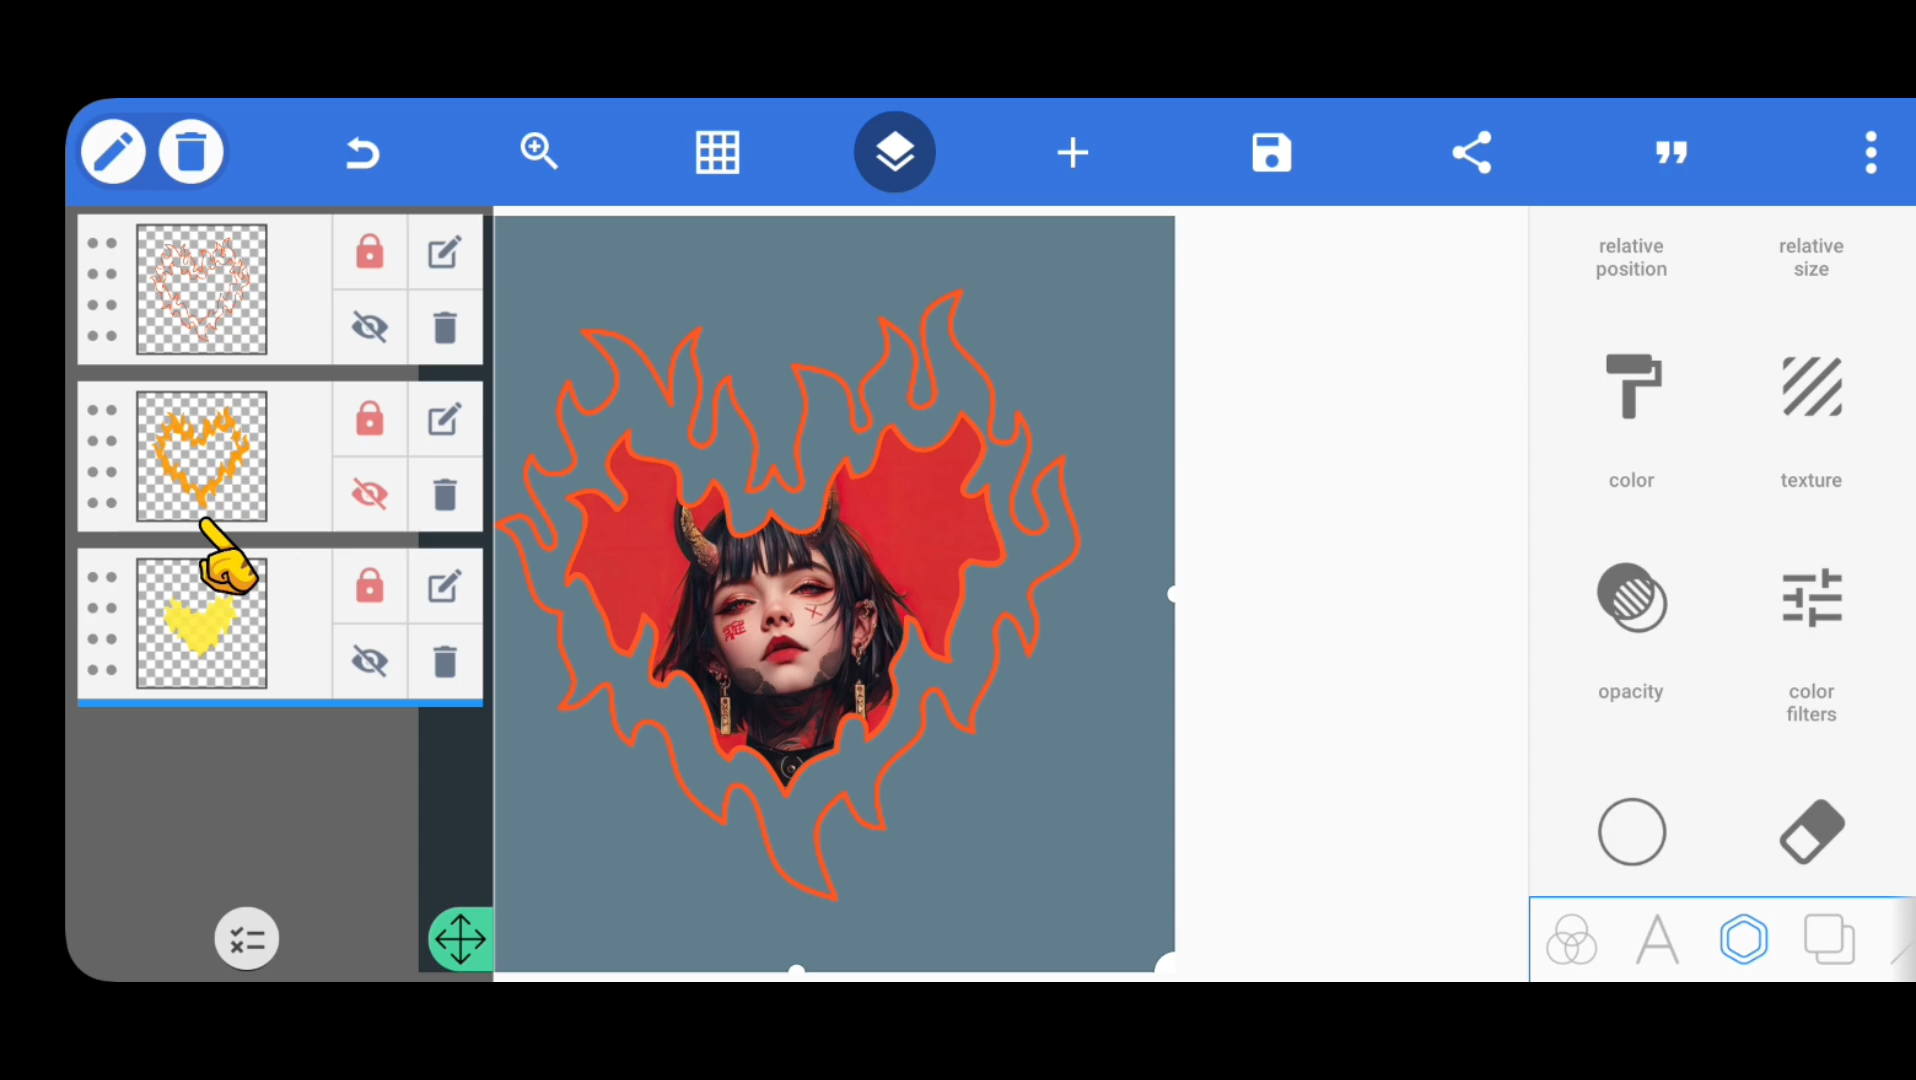 relative
position
relative
size
color
texture
opacity
color
filters